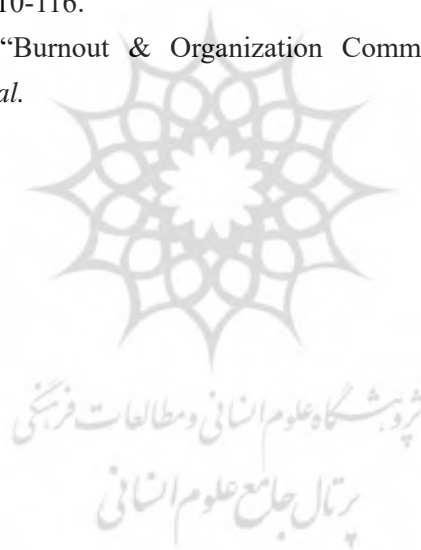 10-116.
“Burnout & Organization Comm
al.
پژوهشگاه علوم انسانی و مطالعات فرهنگی
پرتال جامع علوم انسانی